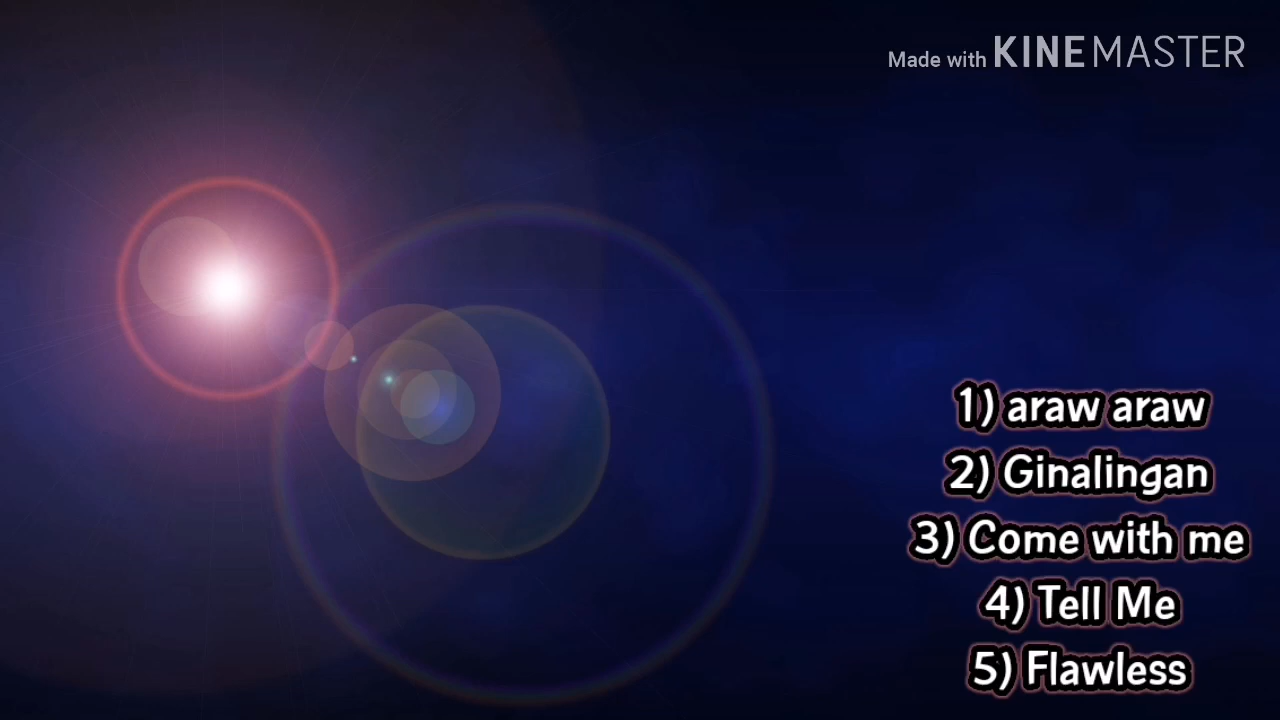 Made with KINEMASTER
1) araw araw
2) Ginalingan
3) Come with me
4) Tell Me
5) Flawless